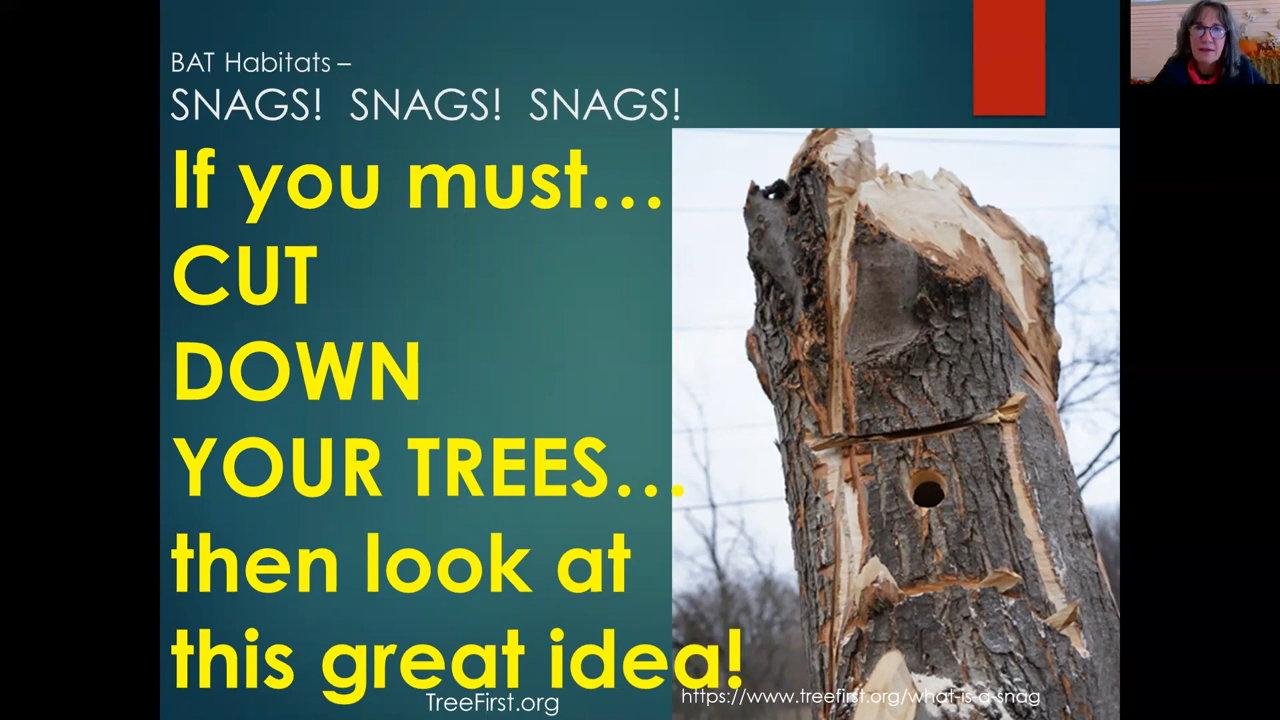 BAT Habitats –
SNAGS! SNAGS! SNAGS!
If you must…
CUT
DOWN
YOUR TREES…
then look at
this great idea!
TreeFirst.org
https://www.treefirst.org/what-is-a-snag